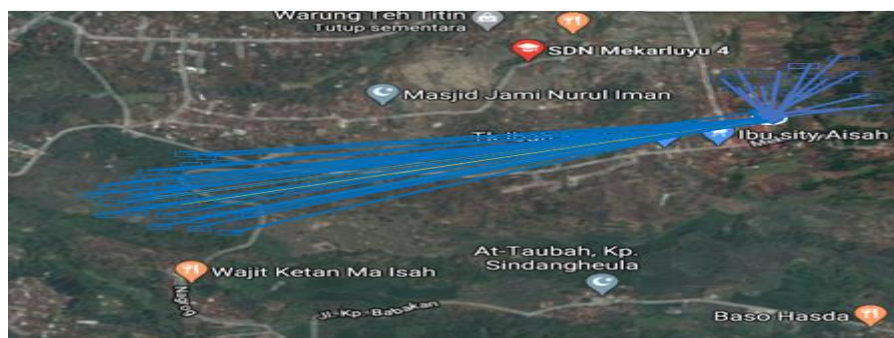 Warung Teh Titin
Tutup sementara
SDN Mekarluyu 4
Masjid Jami Nurul Iman
Ibu sity Aisah
At-Taubah, Kp.
Sindangheula
Wajit Ketan Ma Isah
Jl. Kp. Babakan
Baso Hasda